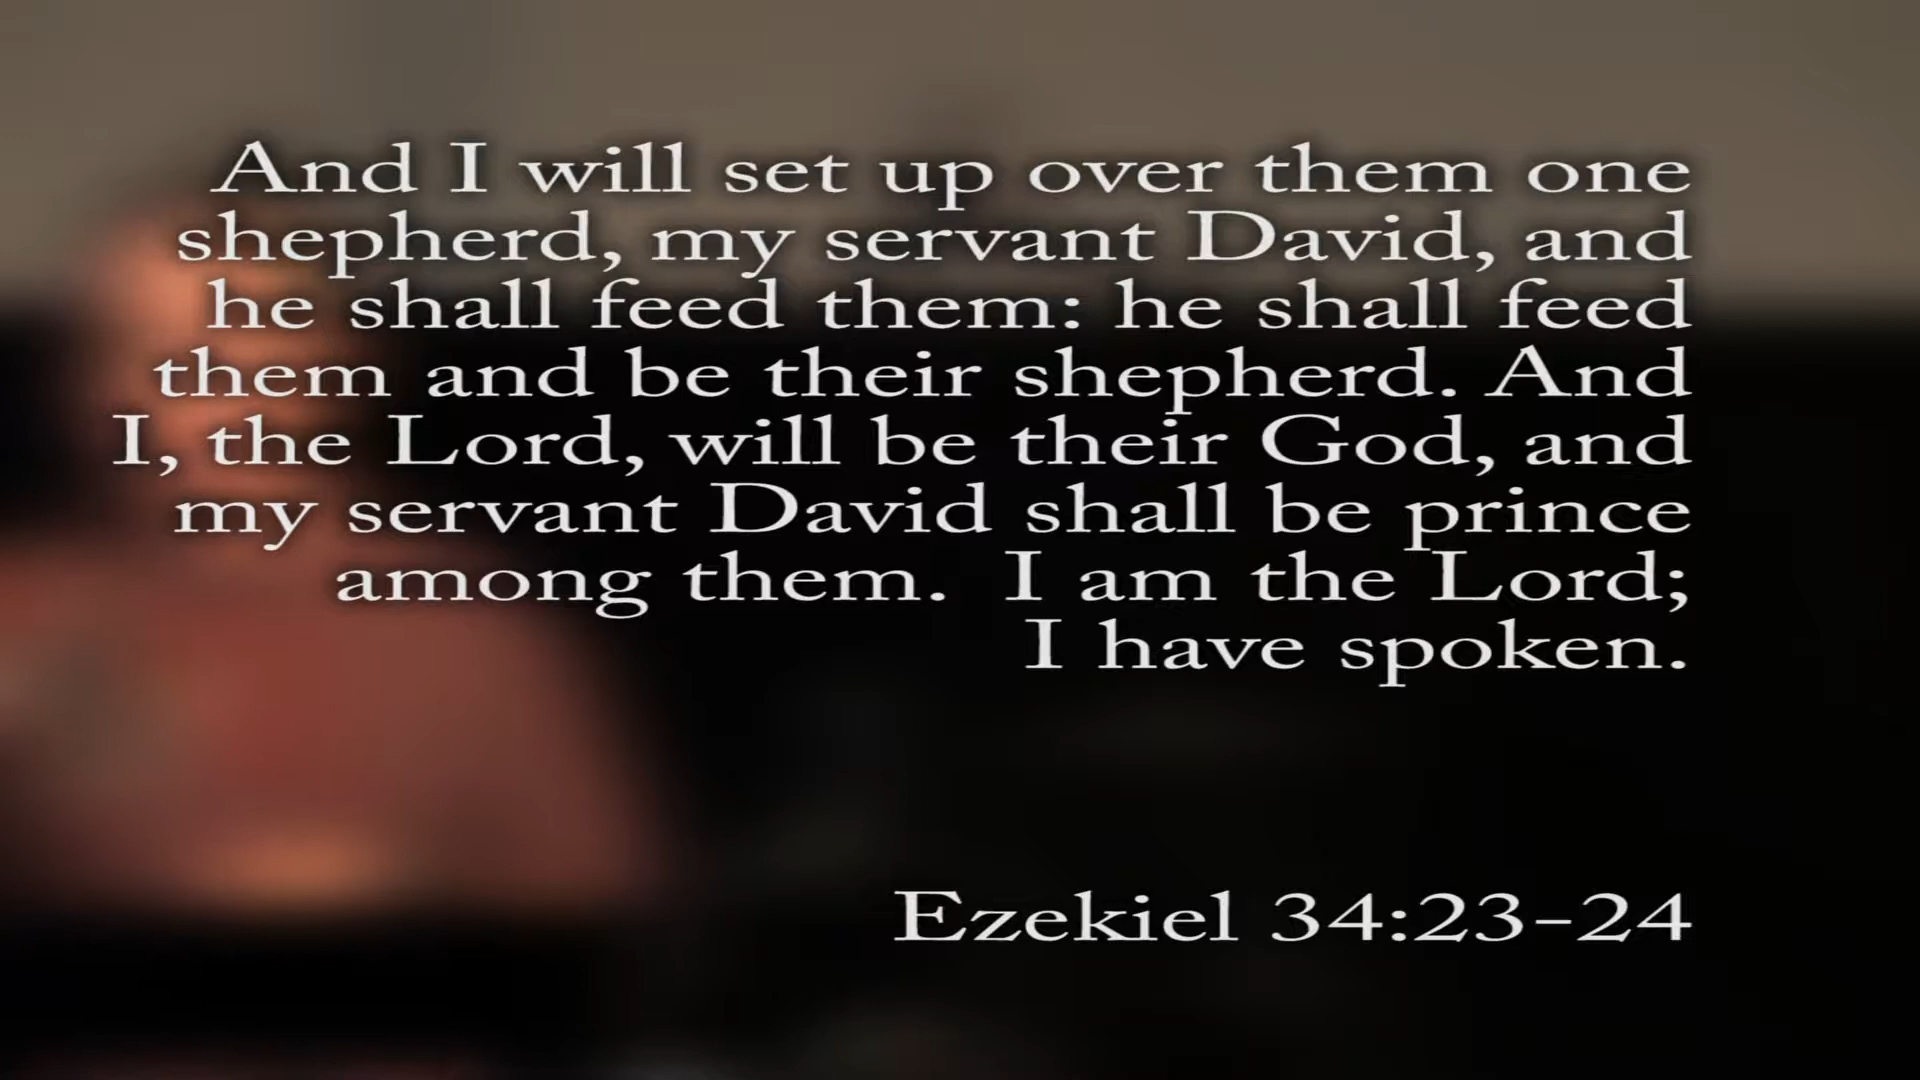 And I will set up over them one
shepherd, my servant David, and
he shall feed them: he shall feed
them and be their shepherd. And
I, the Lord, will be their God, and
my servant David shall be prince
among them.  I am the Lord;
I have spoken.
Ezekiel 34:23-24